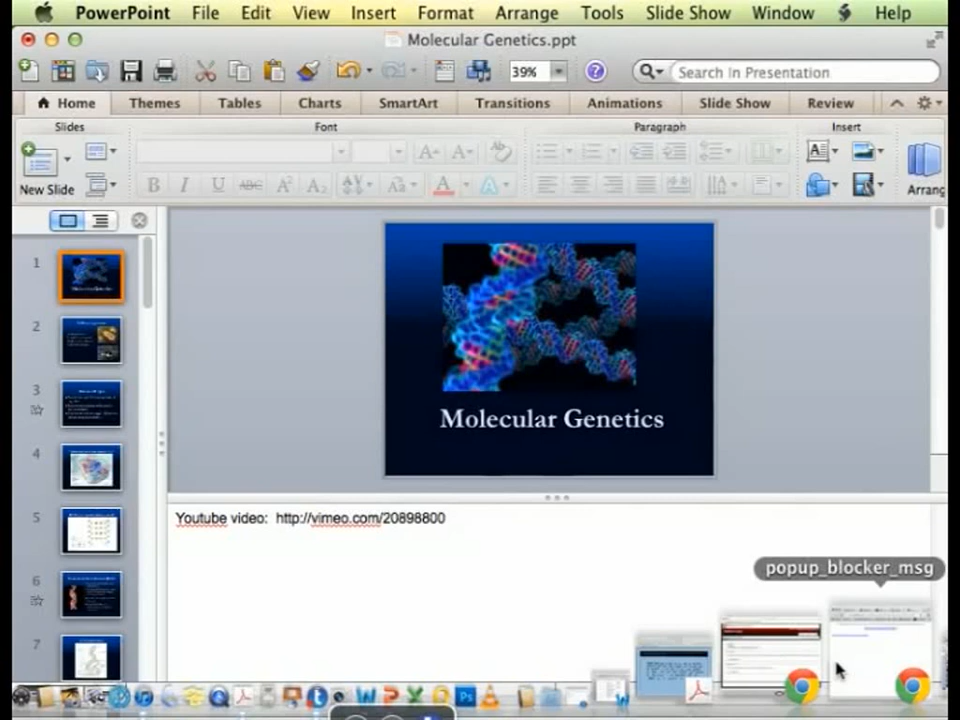 PowerPoint File Edit View Insert Format Arrange Tools Slide Show Window Help
Molecular Genetics.ppt
39% Search in Presentation
Home Themes Tables Charts SmartArt Transitions Animations Slide Show Review
Slides Font Paragraph Insert
New Slide Arrang
1
2
3
4
5
6
7
Molecular Genetics
Youtube video: http://vimeo.com/20898800
popup_blocker_msg